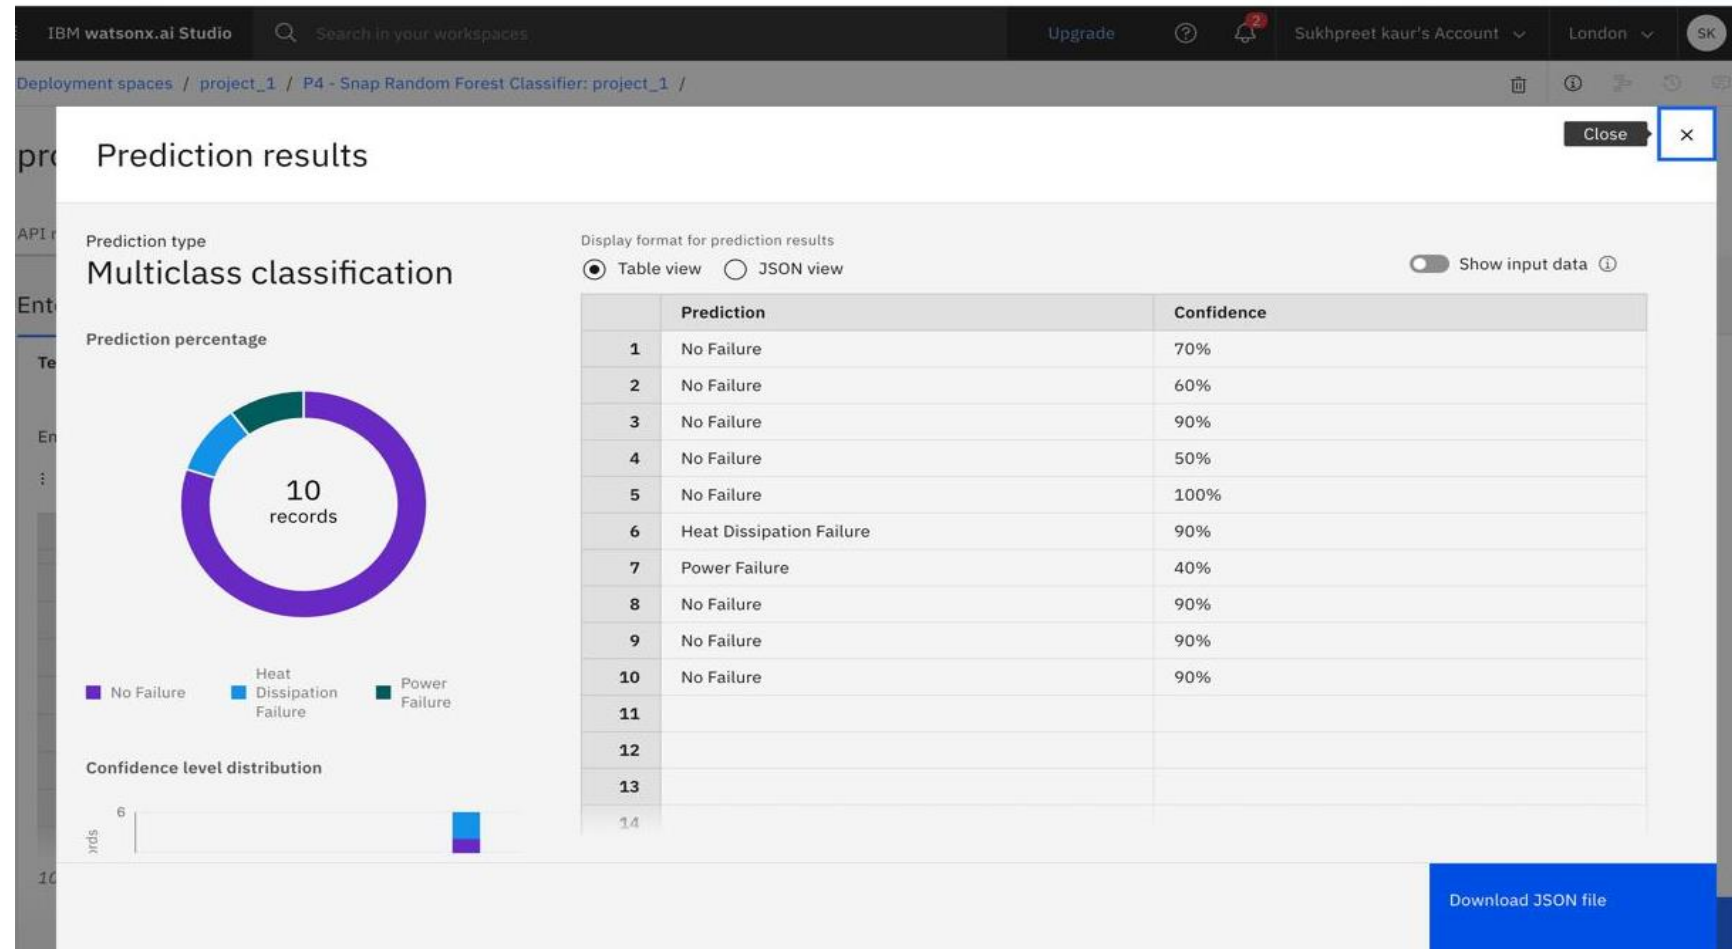 IBM watsonx.ai Studio Search in your workspaces Upgrade 2 Sukhpreet kaur's Account London SK
Deployment spaces / project_1 / P4 - Snap Random Forest Classifier: project_1 /
Prediction results
Close
Prediction type
Multiclass classification
Prediction percentage
10
records
No Failure
Heat
Dissipation
Failure
Power
Failure
Confidence level distribution
6
Display format for prediction results
Table view JSON view Show input data
Prediction Confidence
1 No Failure 70%
2 No Failure 60%
3 No Failure 90%
4 No Failure 50%
5 No Failure 100%
6 Heat Dissipation Failure 90%
7 Power Failure 40%
8 No Failure 90%
9 No Failure 90%
10 No Failure 90%
11
12
13
14
Download JSON file